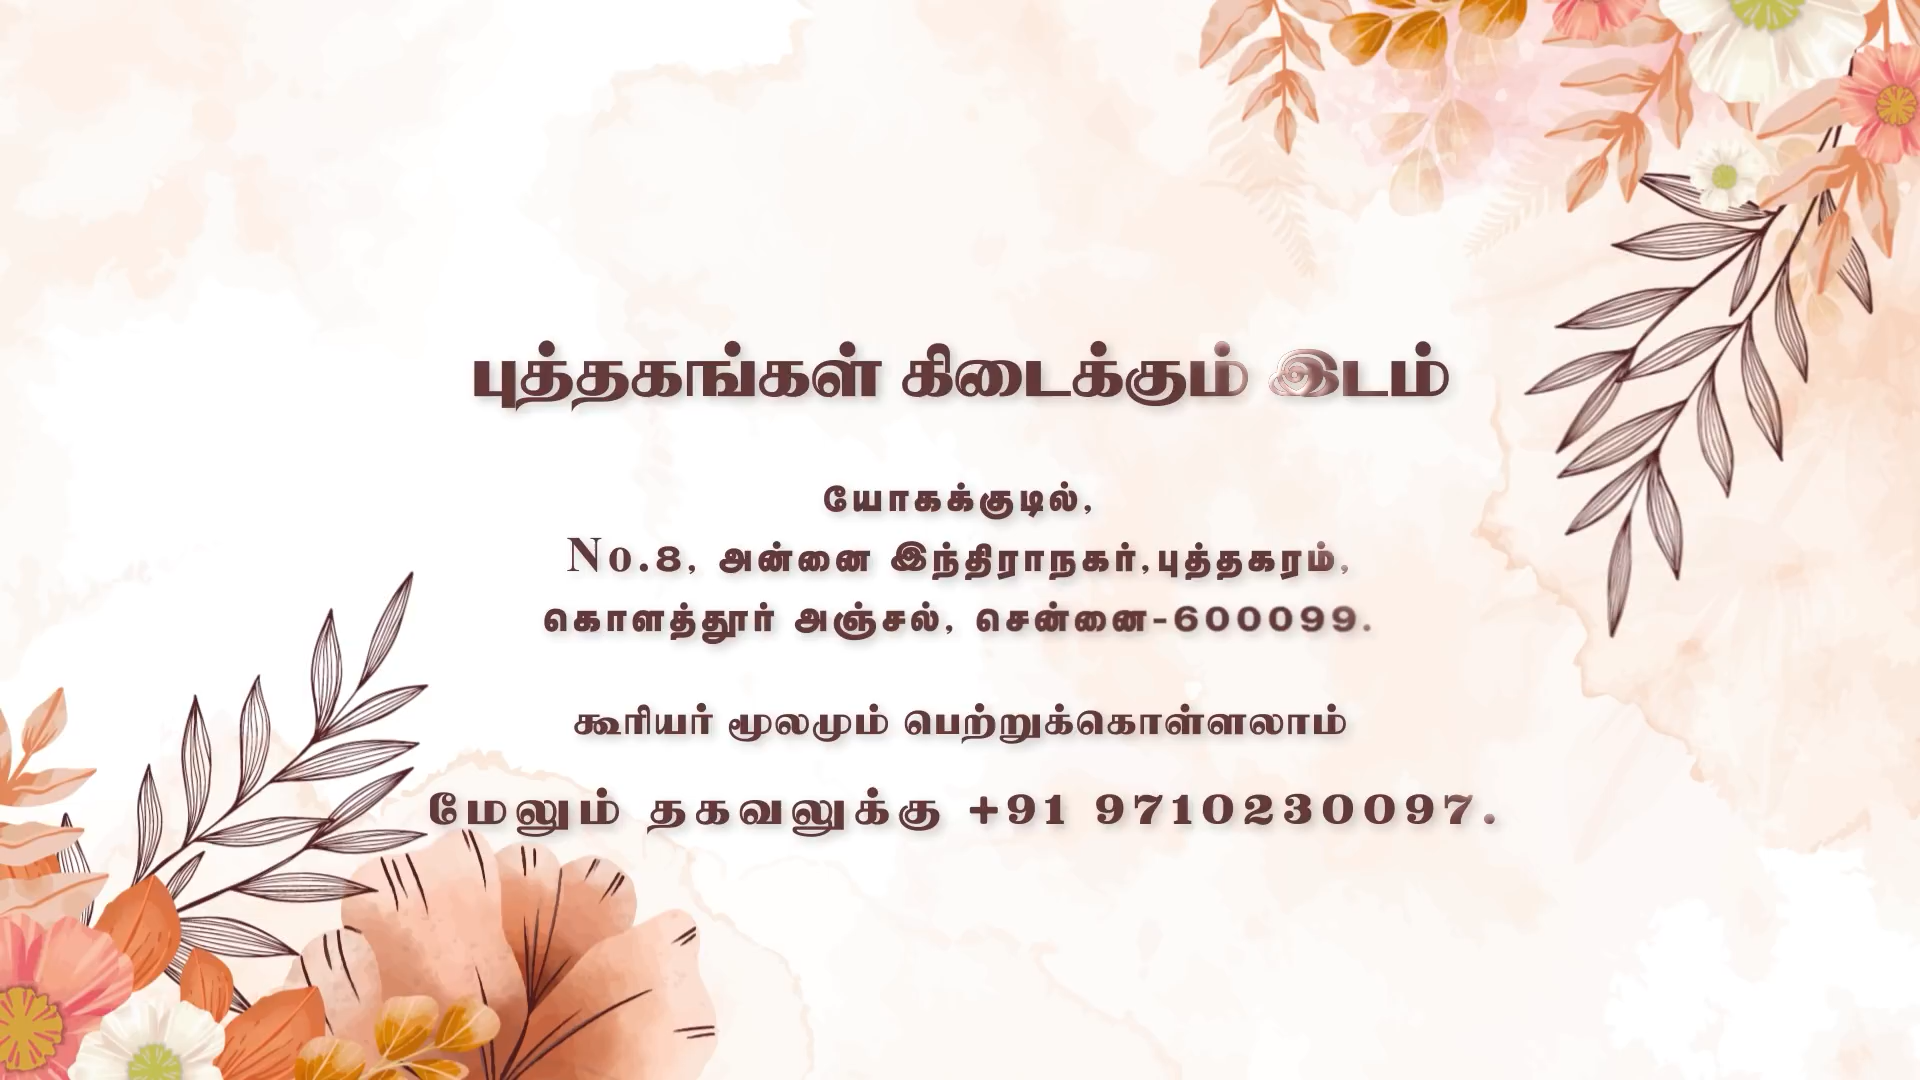 புத்தகங்கள் கிடைக்கும் இடம்
யோகக்குடில்,
No.8, அன்னை இந்திராநகர்,புத்தகரம்,
கொளத்தூர் அஞ்சல், சென்னை-600099.
கூரியர் மூலமும் பெற்றுக்கொள்ளலாம்
மேலும் தகவலுக்கு +91 9710230097.